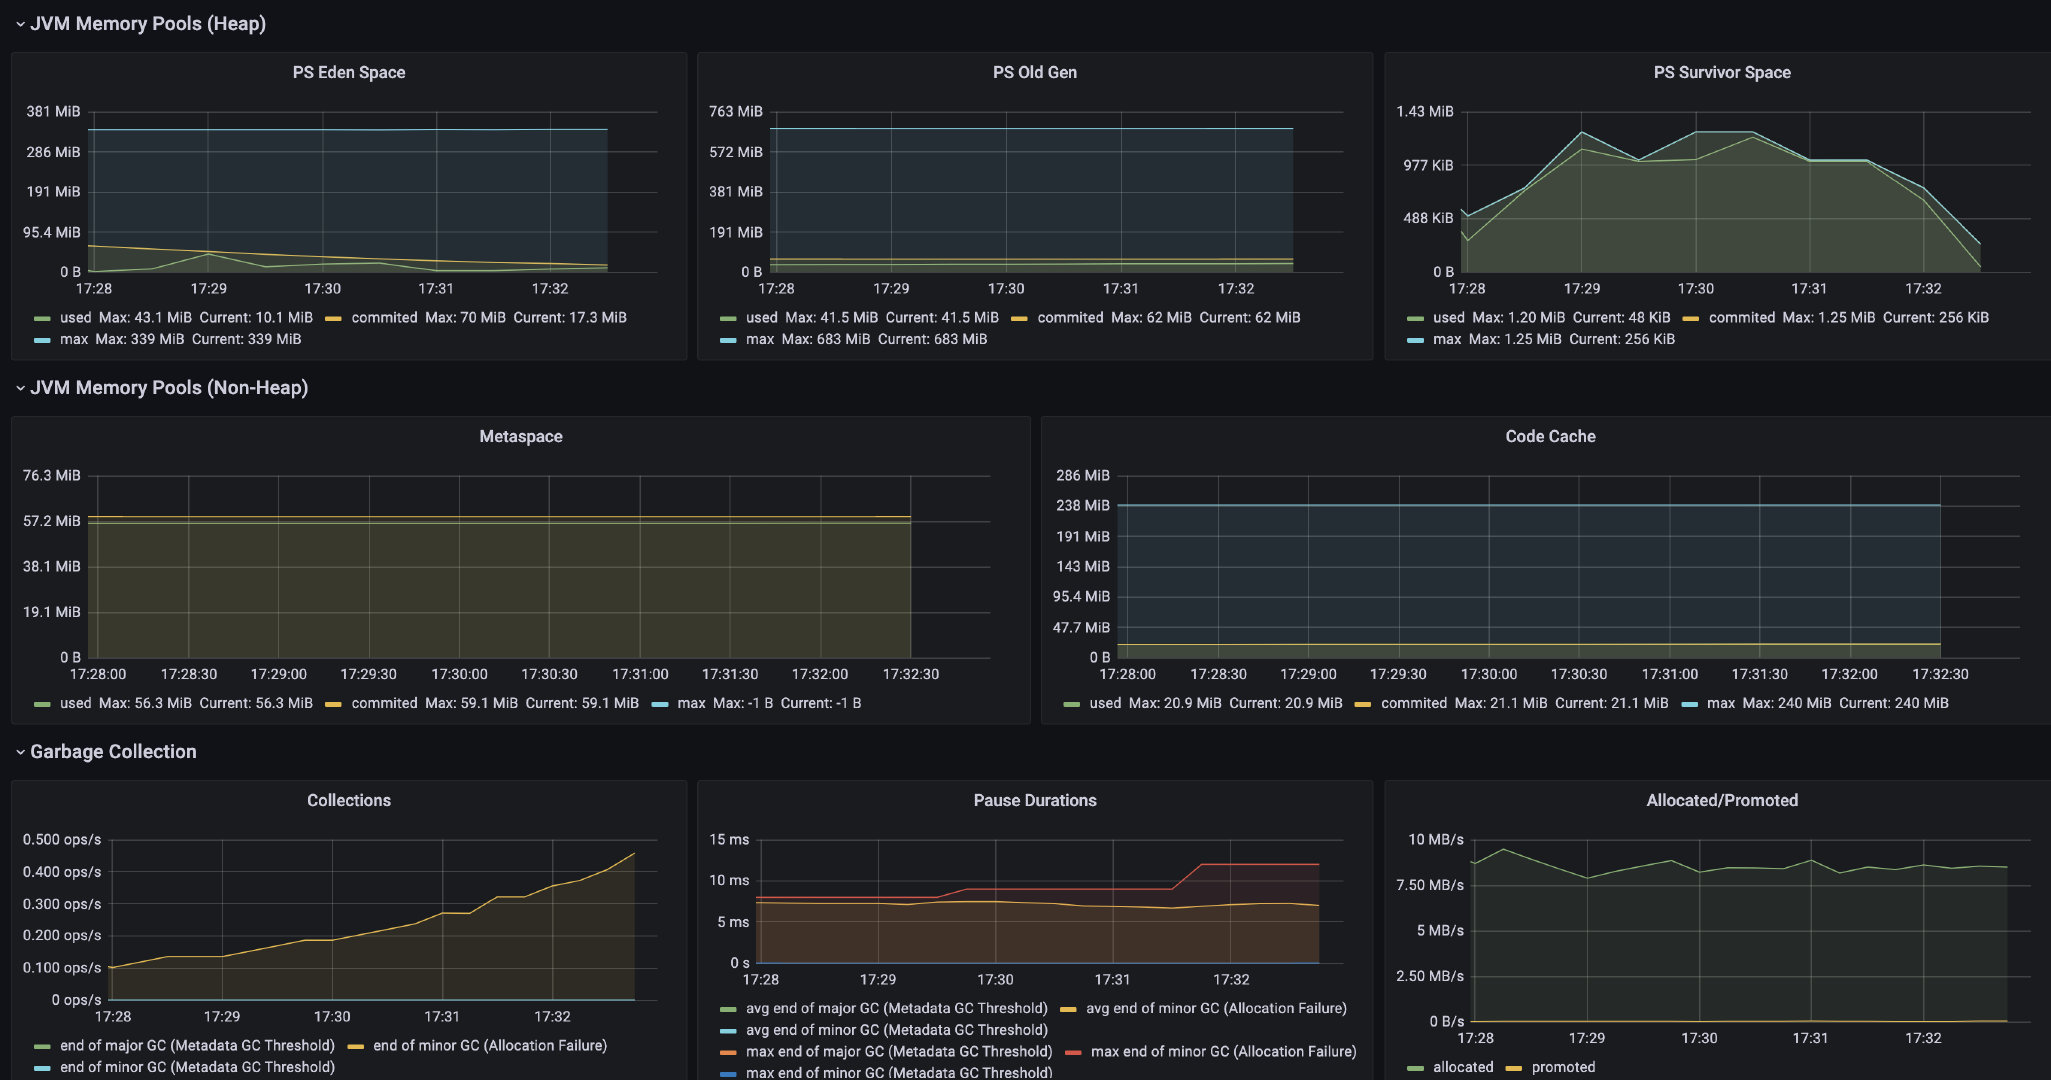 JVM Memory Pools (Heap)
PS Eden Space
381 MiB
286 MiB
191 MiB
95.4 MiB
0 B
17:28 17:29 17:30 17:31 17:32
used Max: 43.1 MiB Current: 10.1 MiB commited Max: 70 MiB Current: 17.3 MiB
max Max: 339 MiB Current: 339 MiB
PS Old Gen
763 MiB
572 MiB
381 MiB
191 MiB
0 B
17:28 17:29 17:30 17:31 17:32
used Max: 41.5 MiB Current: 41.5 MiB commited Max: 62 MiB Current: 62 MiB
max Max: 683 MiB Current: 683 MiB
PS Survivor Space
1.43 MiB
977 KiB
488 KiB
0 B
17:28 17:29 17:30 17:31 17:32
used Max: 1.20 MiB Current: 48 KiB commited Max: 1.25 MiB Current: 256 KiB
max Max: 1.25 MiB Current: 256 KiB
JVM Memory Pools (Non-Heap)
Metaspace
76.3 MiB
57.2 MiB
38.1 MiB
19.1 MiB
0 B
17:28:00 17:28:30 17:29:00 17:29:30 17:30:00 17:30:30 17:31:00 17:31:30 17:32:00 17:32:30
used Max: 56.3 MiB Current: 56.3 MiB commited Max: 59.1 MiB Current: 59.1 MiB max Max: -1 B Current: -1 B
Code Cache
286 MiB
238 MiB
191 MiB
143 MiB
95.4 MiB
47.7 MiB
0 B
17:28:00 17:28:30 17:29:00 17:29:30 17:30:00 17:30:30 17:31:00 17:31:30 17:32:00 17:32:30
used Max: 20.9 MiB Current: 20.9 MiB commited Max: 21.1 MiB Current: 21.1 MiB max Max: 240 MiB Current: 240 MiB
Garbage Collection
Collections
0.500 ops/s
0.400 ops/s
0.300 ops/s
0.200 ops/s
0.100 ops/s
0 ops/s
17:28 17:29 17:30 17:31 17:32
end of major GC (Metadata GC Threshold) end of minor GC (Allocation Failure)
end of minor GC (Metadata GC Threshold)
Pause Durations
15 ms
10 ms
5 ms
0 s
17:28 17:29 17:30 17:31 17:32
avg end of major GC (Metadata GC Threshold) avg end of minor GC (Allocation Failure)
avg end of minor GC (Metadata GC Threshold)
max end of major GC (Metadata GC Threshold) max end of minor GC (Allocation Failure)
max end of minor GC (Metadata GC Threshold)
Allocated/Promoted
10 MB/s
7.50 MB/s
5 MB/s
2.50 MB/s
0 B/s
17:28 17:29 17:30 17:31 17:32
allocated promoted